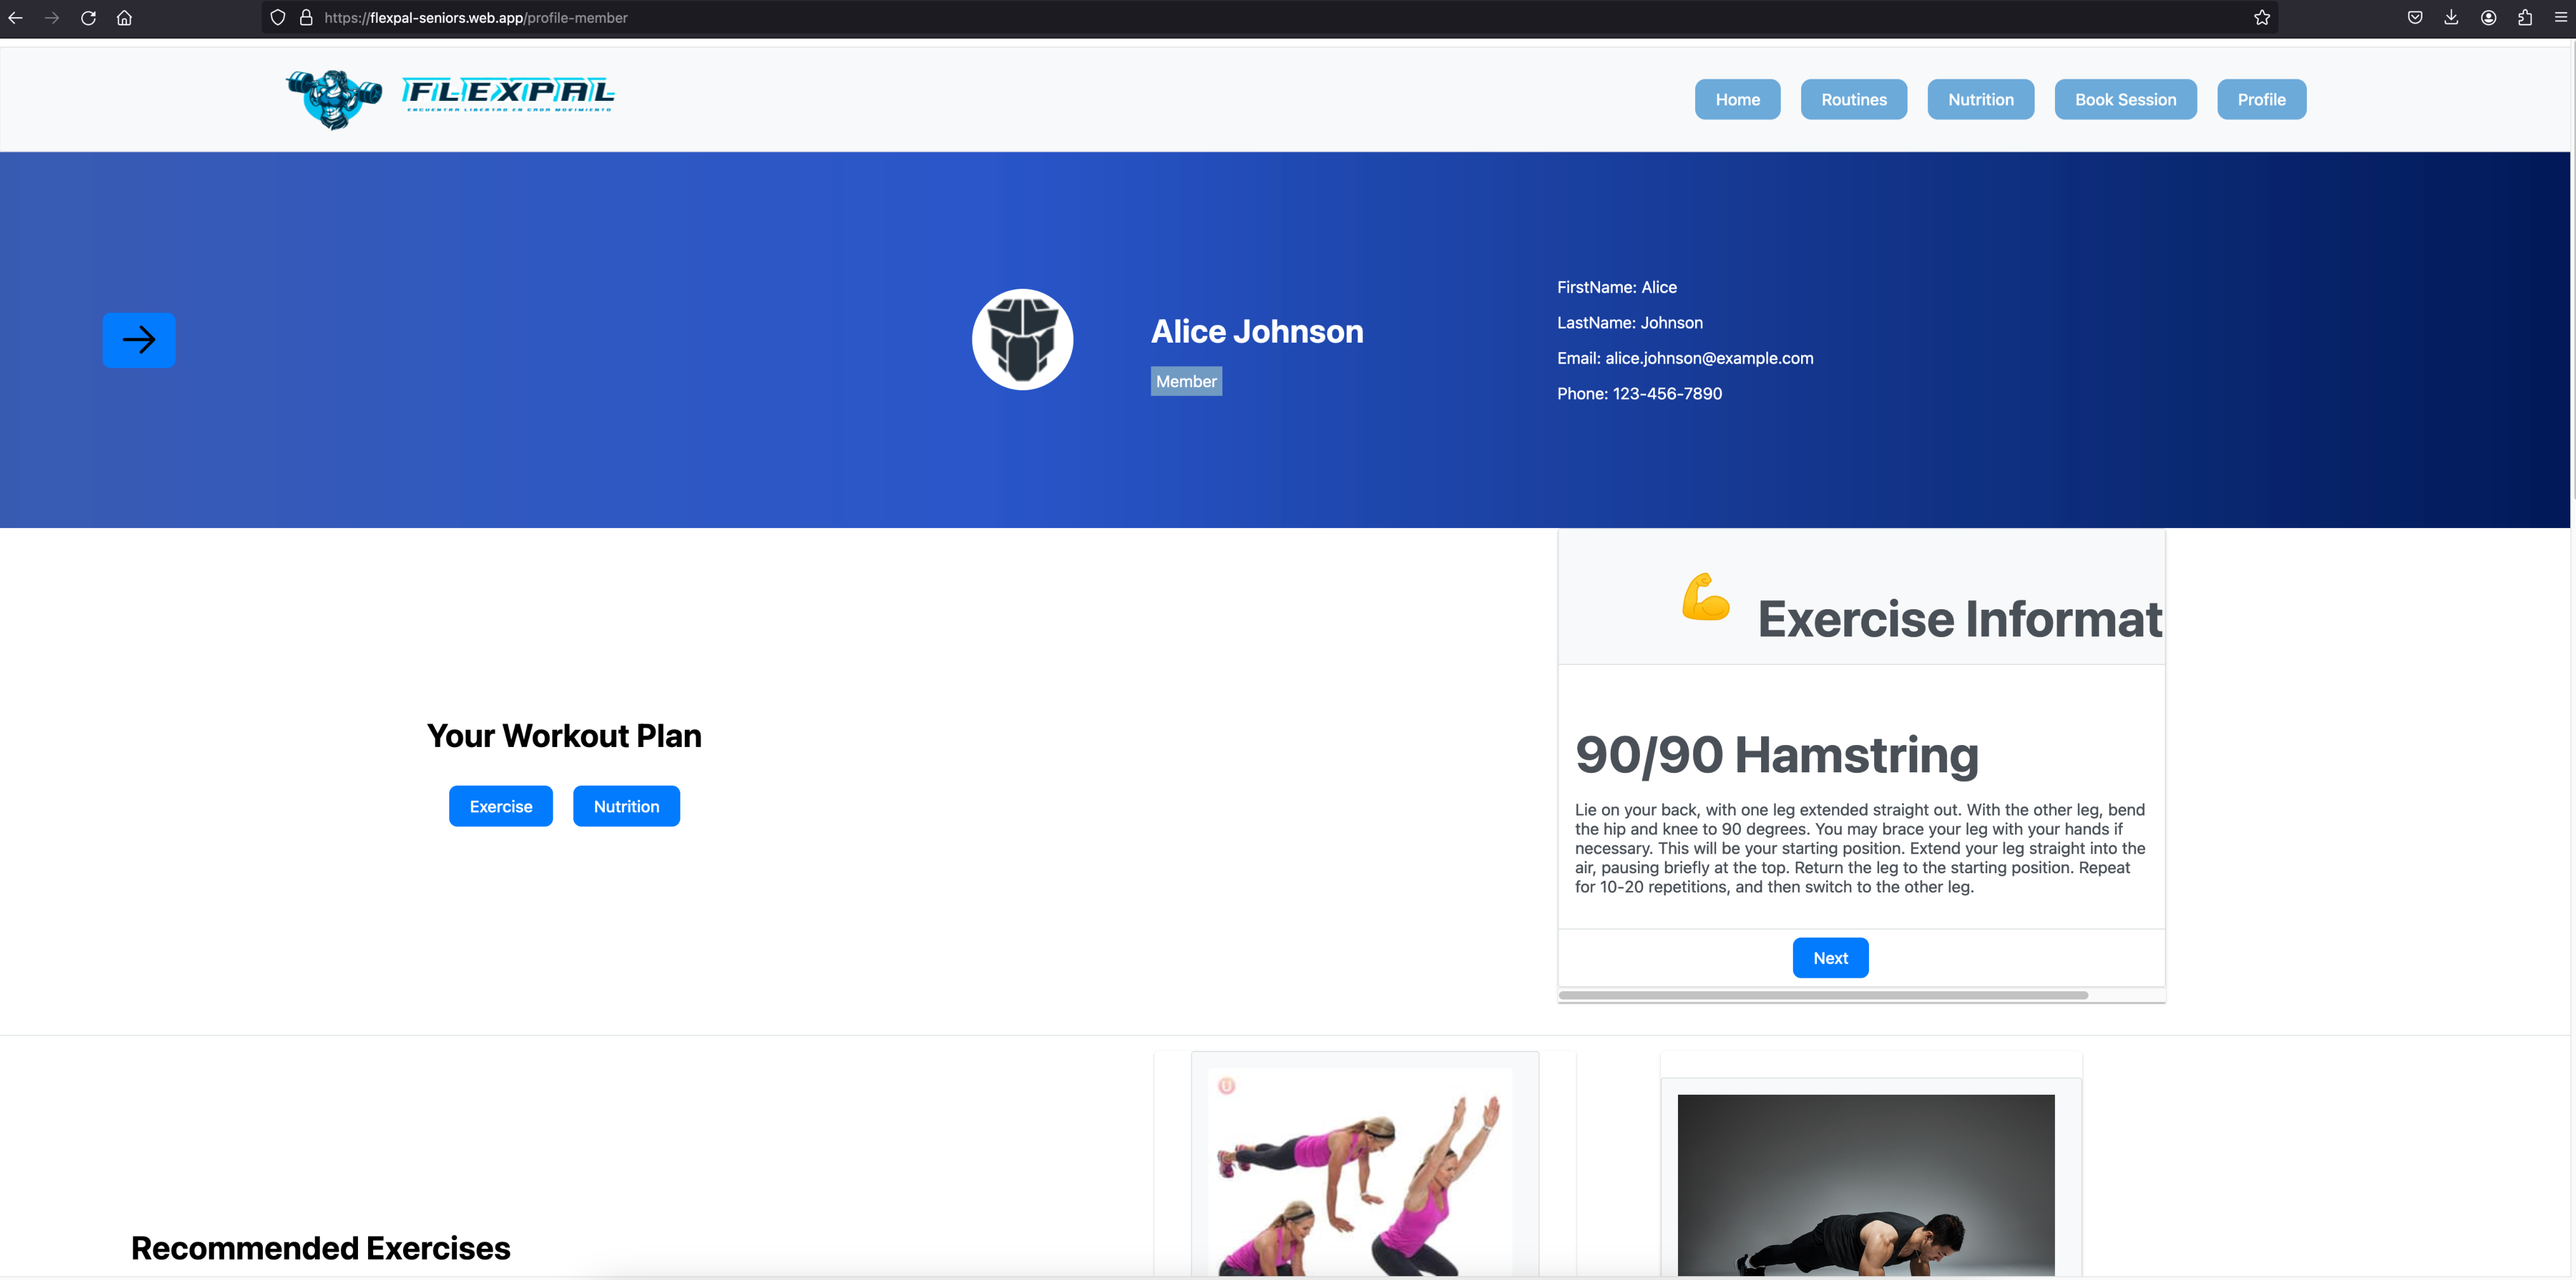 https://flexpal-seniors.web.app/profile-member
FLEXPAL
ENCUENTRA LIBERTAD EN CADA MOVIMIENTO
Home
Routines
Nutrition
Book Session
Profile
Alice Johnson
Member
FirstName: Alice
LastName: Johnson
Email: alice.johnson@example.com
Phone: 123-456-7890
Your Workout Plan
Exercise
Nutrition
Exercise Informat
90/90 Hamstring
Lie on your back, with one leg extended straight out. With the other leg, bend
the hip and knee to 90 degrees. You may brace your leg with your hands if
necessary. This will be your starting position. Extend your leg straight into the
air, pausing briefly at the top. Return the leg to the starting position. Repeat
for 10-20 repetitions, and then switch to the other leg.
Next
Recommended Exercises
U